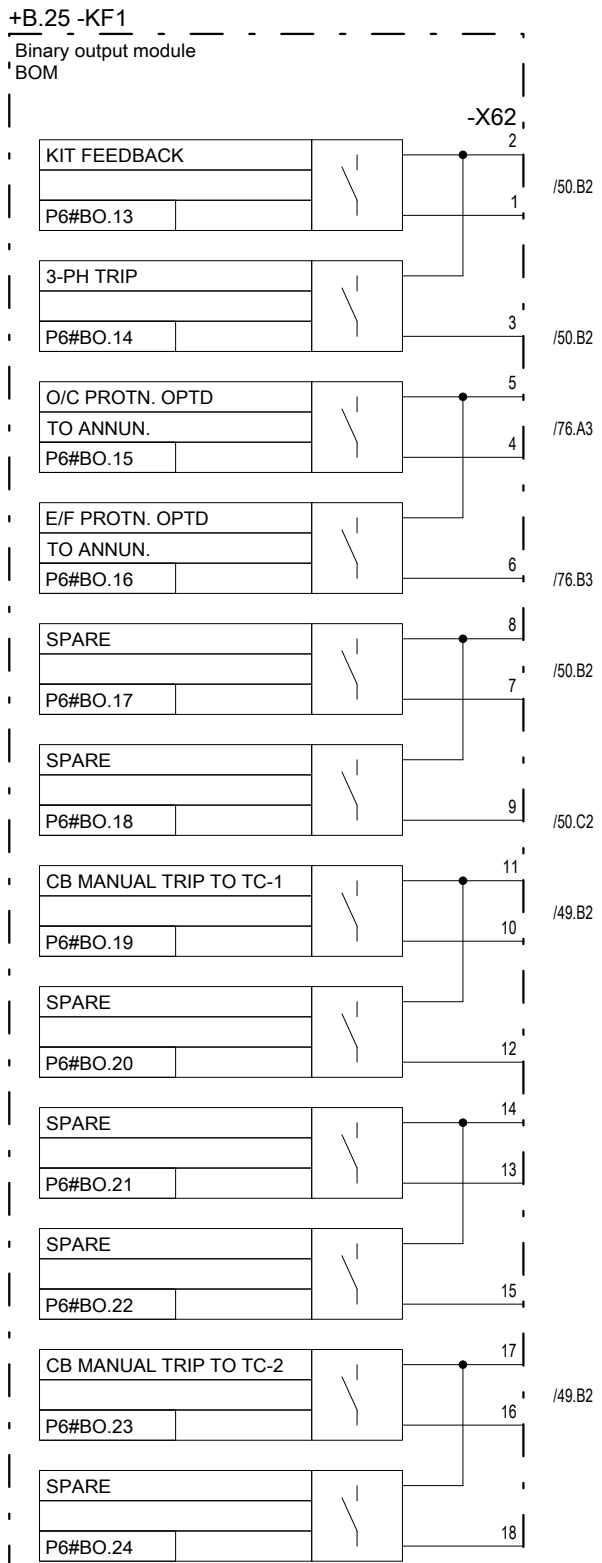 +B.25 -KF1
Binary output module
BOM
-X62
2
KIT FEEDBACK
/50.B2
1
P6#BO.13
3-PH TRIP
3
P6#BO.14
/50.B2
5
O/C PROTN. OPTD
TO ANNUN.
/76.A3
4
P6#BO.15
E/F PROTN. OPTD
TO ANNUN.
6
P6#BO.16
/76.B3
8
SPARE
/50.B2
7
P6#BO.17
SPARE
9
P6#BO.18
/50.C2
11
CB MANUAL TRIP TO TC-1
/49.B2
10
P6#BO.19
SPARE
12
P6#BO.20
14
SPARE
13
P6#BO.21
SPARE
15
P6#BO.22
17
CB MANUAL TRIP TO TC-2
/49.B2
16
P6#BO.23
SPARE
18
P6#BO.24